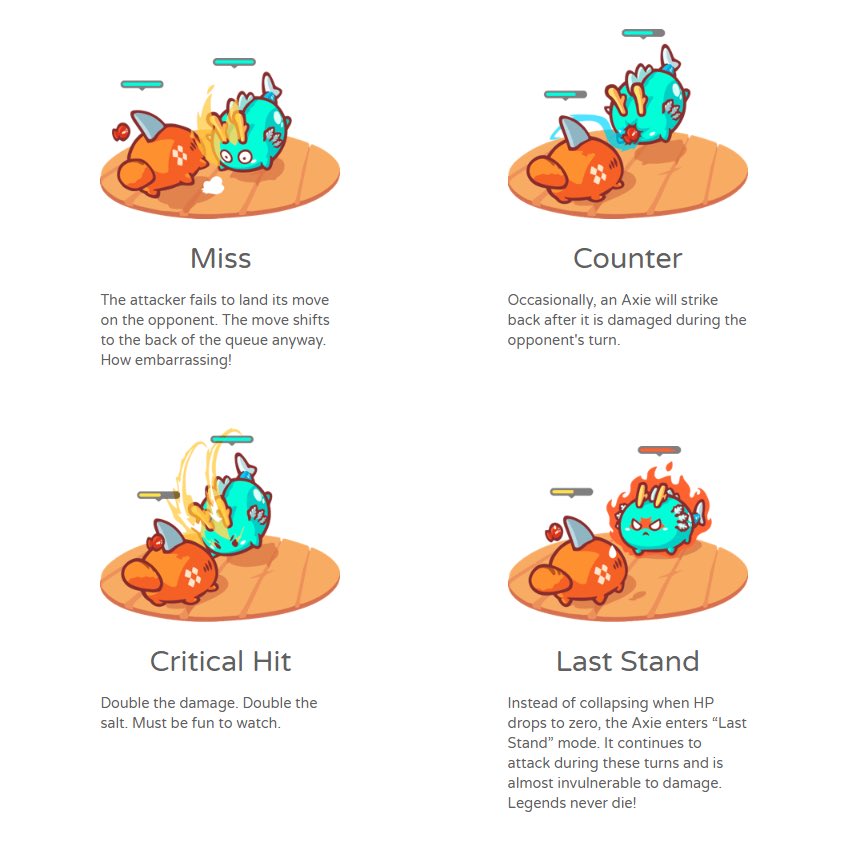 Miss
The attacker fails to land its move
on the opponent. The move shifts
to the back of the queue anyway.
How embarrassing!
Counter
Occasionally, an Axie will strike
back after it is damaged during the
opponent's turn.
Critical Hit
Double the damage. Double the
salt. Must be fun to watch.
Last Stand
Instead of collapsing when HP
drops to zero, the Axie enters “Last
Stand” mode. It continues to
attack during these turns and is
almost invulnerable to damage.
Legends never die!